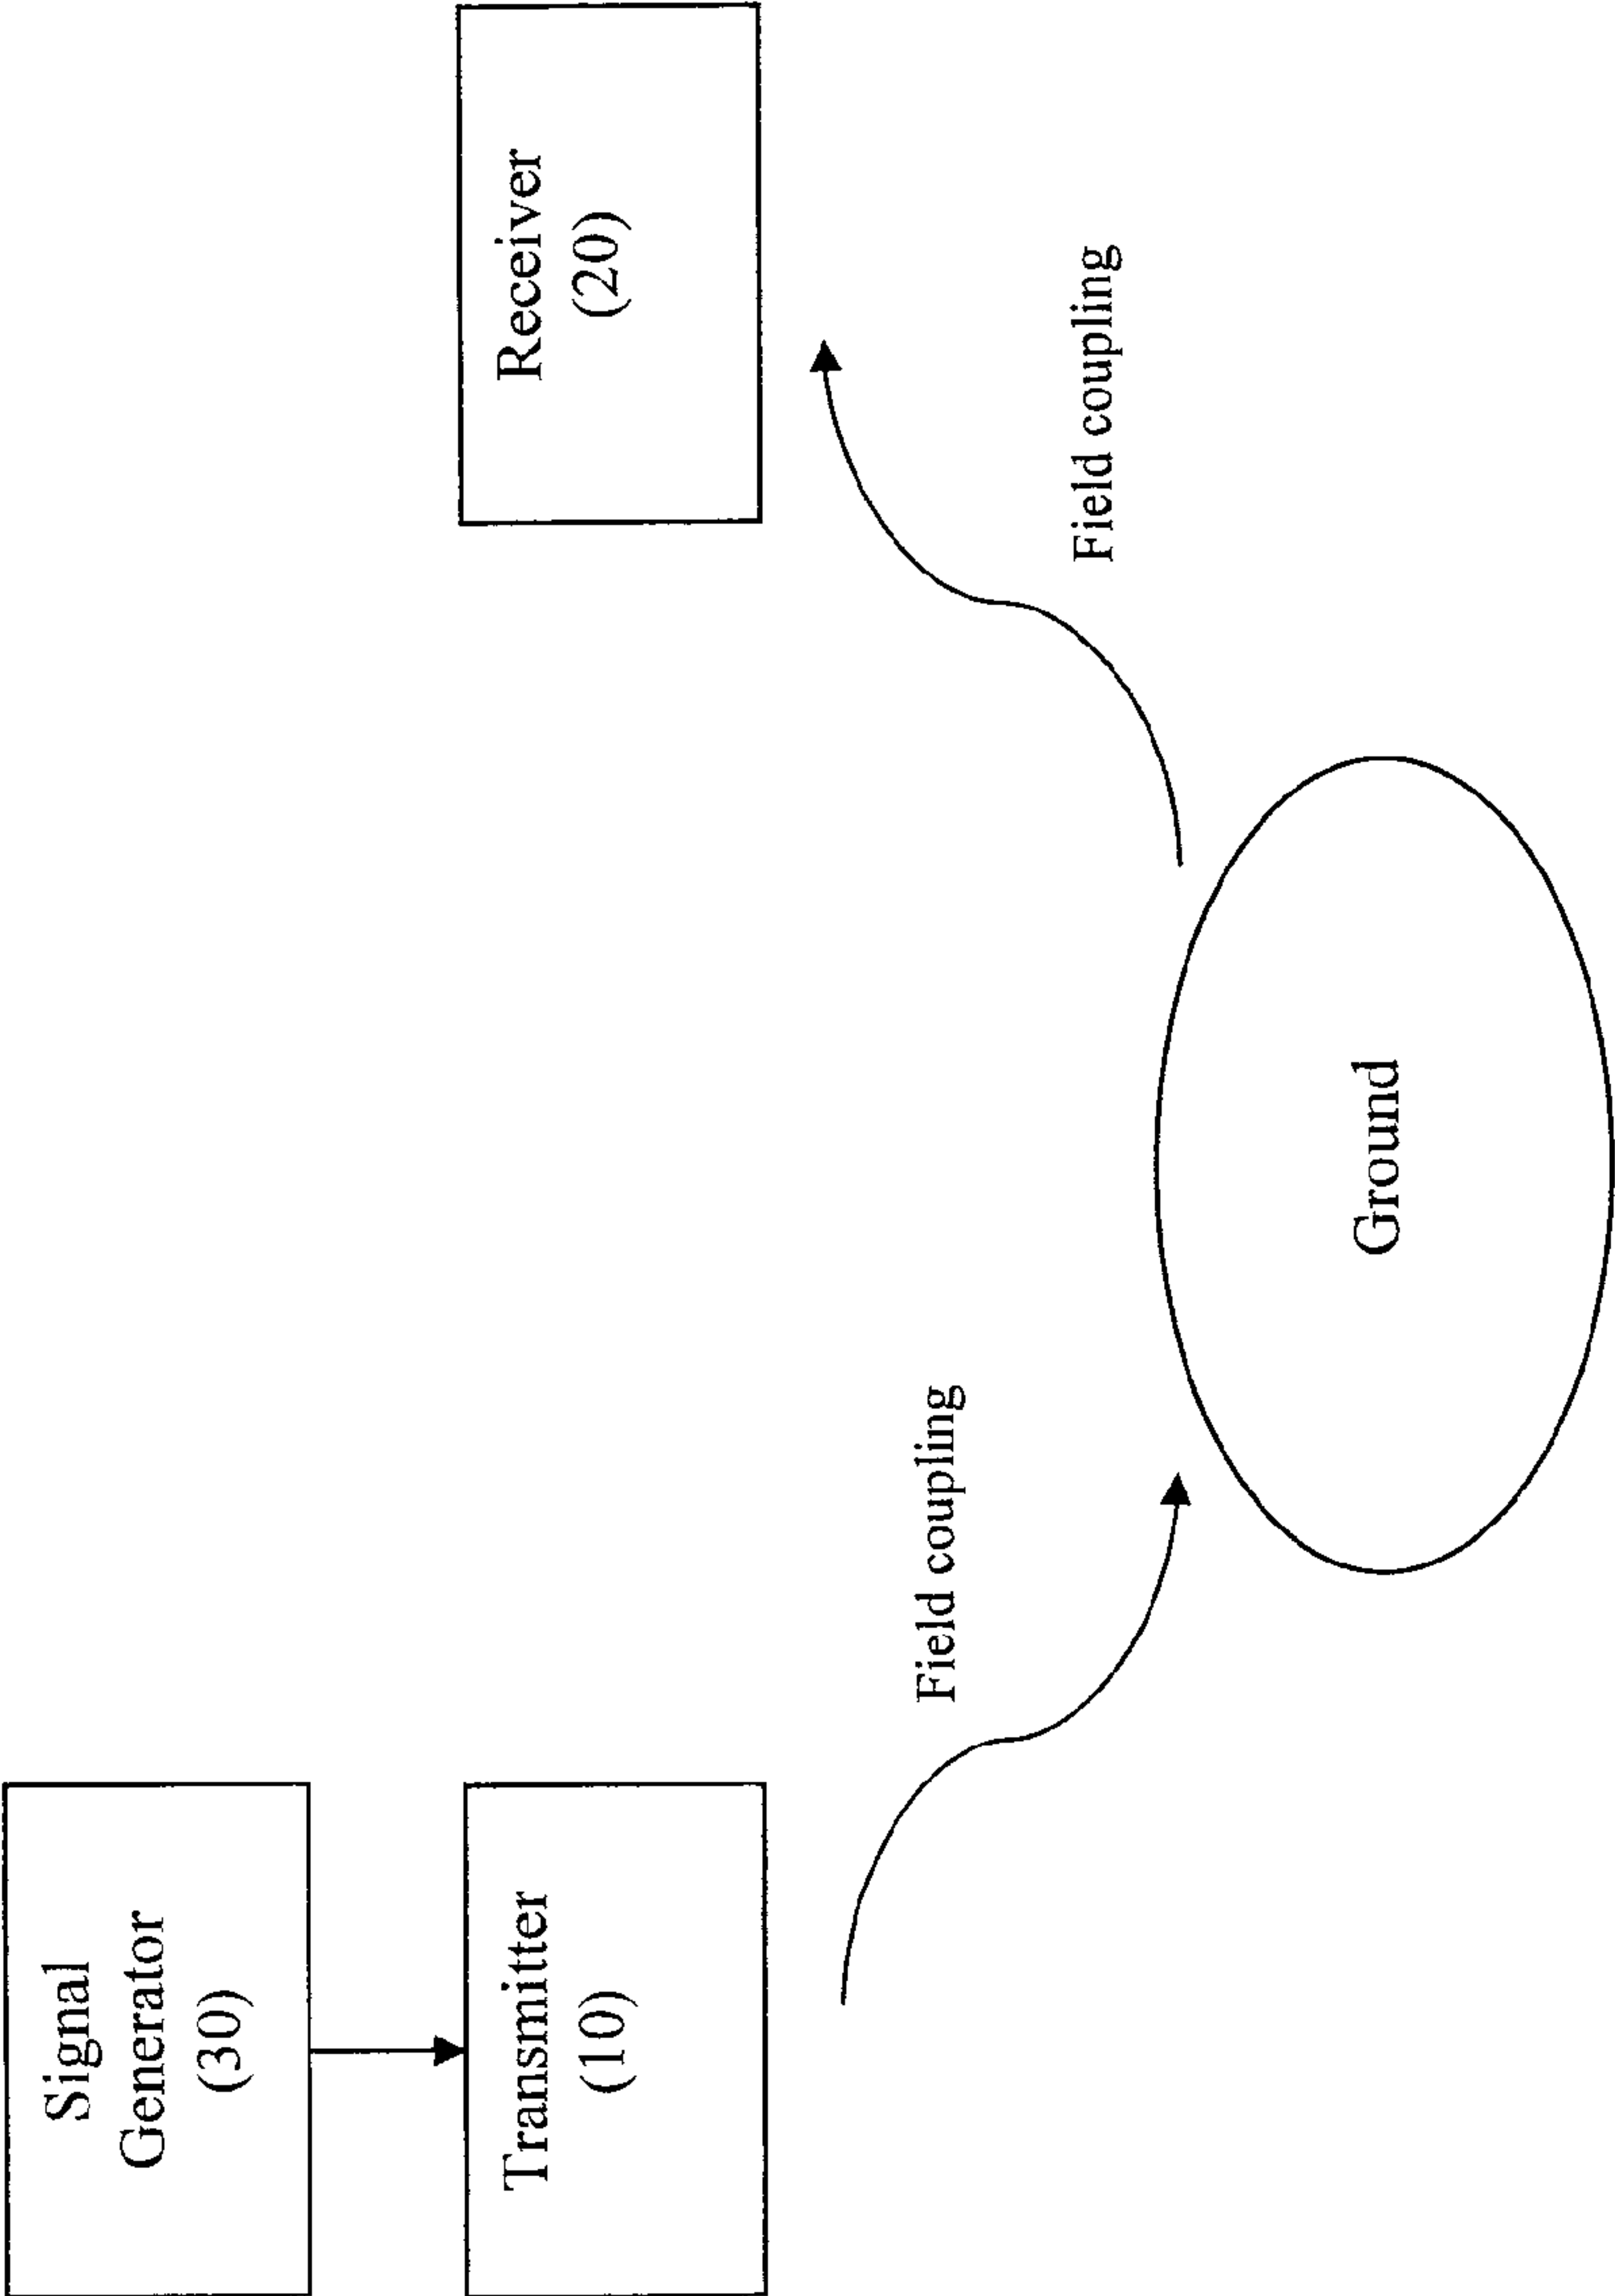 Signal
Generator
(30)
Transmitter
(10)
Receiver
(20)
Field coupling
Field coupling
Ground